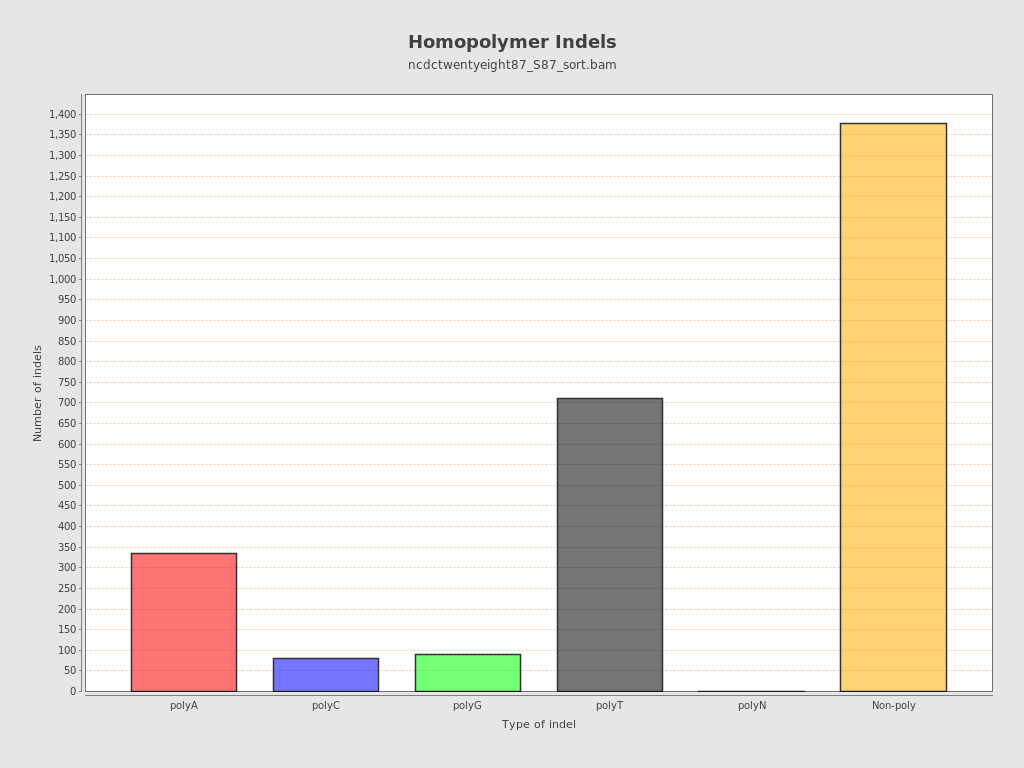 Homopolymer Indels
ncdctwentyeight87_S87_sort.bam
1,400
1,350
1,300
1,250
1,200
1,150
1,100
1,050
1,000
950
900
850
800
750
700
650
600
550
500
450
400
350
300
250
200
150
100
50
0
Number of indels
polyA
polyC
polyG
polyT
polyN
Non-poly
Type of indel